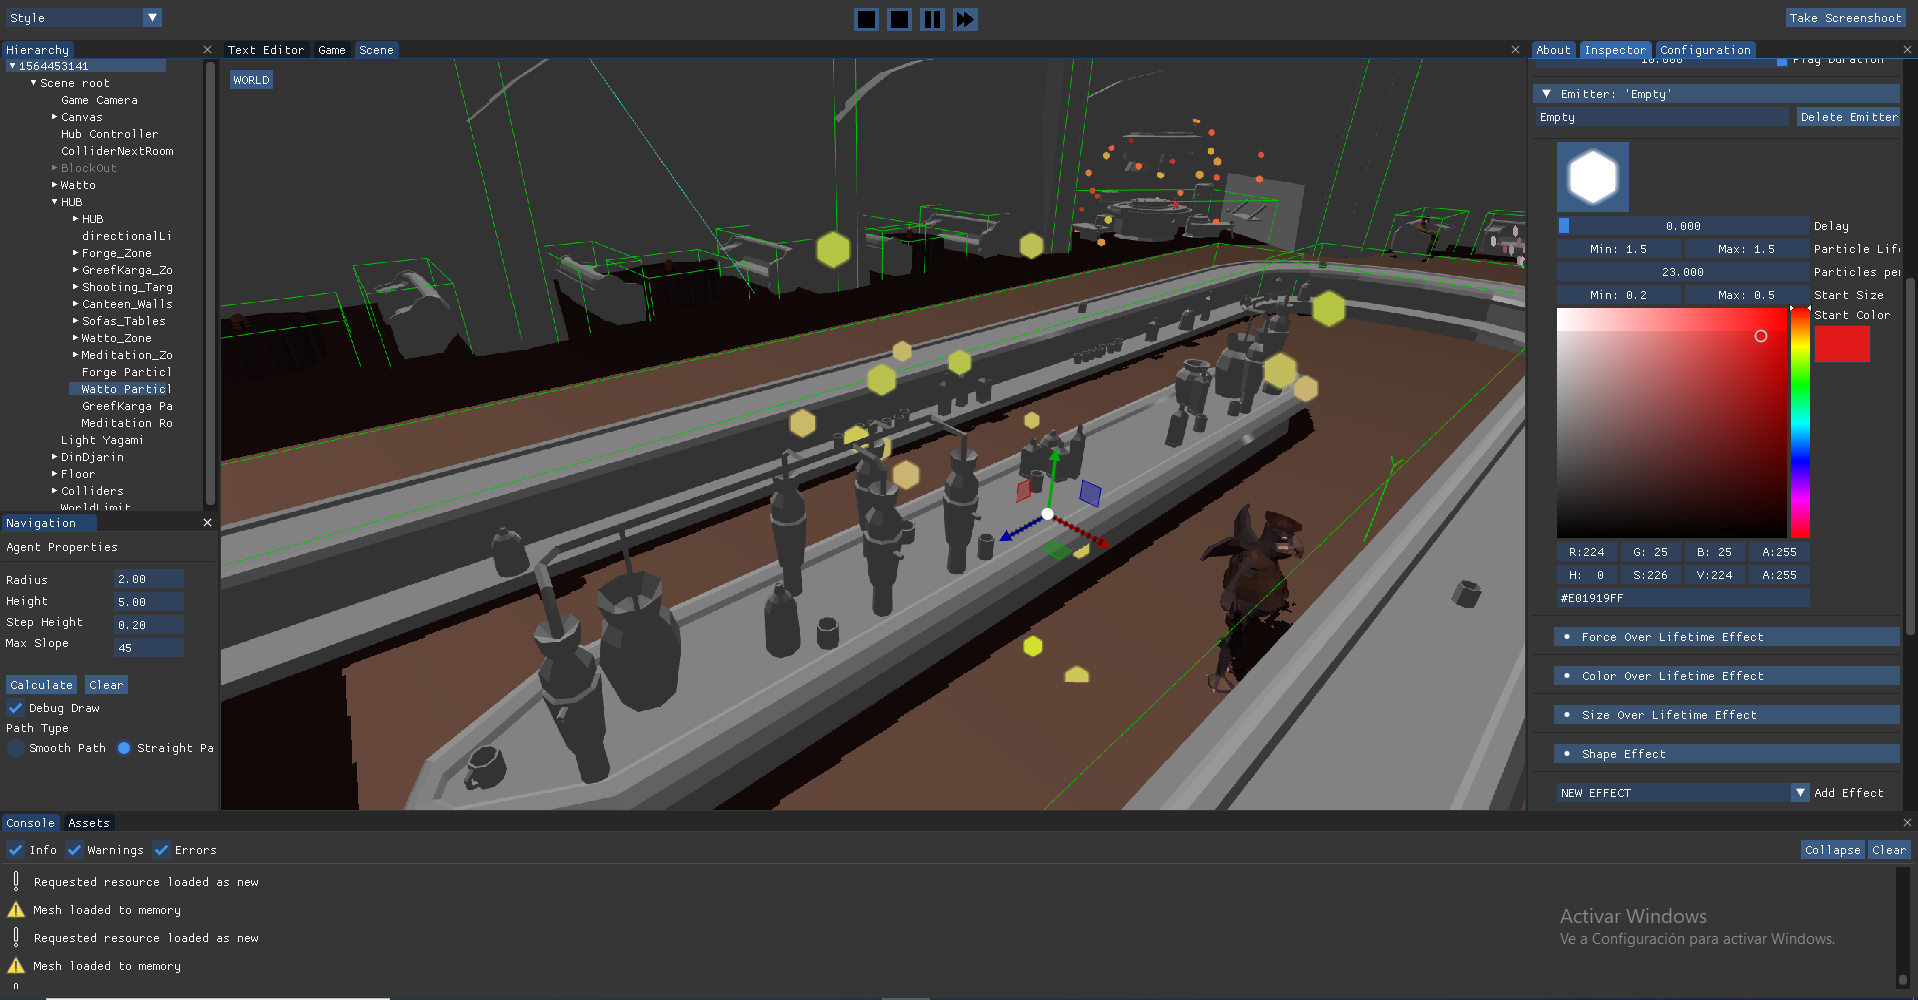 Style
Take Screenshoot
Hierarchy
1564453141
Scene root
Game Camera
Canvas
Hub Controller
ColliderNextRoom
BlockOut
Watto
HUB
HUB
directionalLi
Forge_Zone
GreefKarga_Zo
Shooting_Targ
Canteen_Walls
Sofas_Tables
Watto_Zone
Meditation_Zo
Forge Particl
Watto Particl
GreefKarga Pa
Meditation Ro
Light Yagami
DinDjarin
Floor
Colliders
WorldLimit
Navigation
Agent Properties
Radius 2.00
Height 5.00
Step Height 0.20
Max Slope 45
Calculate Clear
Debug Draw
Path Type
Smooth Path Straight Pa
Text Editor Game Scene
WORLD
About Inspector Configuration
10.000 Play Duration
Emitter: 'Empty'
Empty Delete Emitter
0.000 Delay
Min: 1.5 Max: 1.5 Particle Lif
23.000 Particles per
Min: 0.2 Max: 0.5 Start Size
Start Color
R:224 G: 25 B: 25 A:255
H: 0 S:226 V:224 A:255
#E01919FF
Force Over Lifetime Effect
Color Over Lifetime Effect
Size Over Lifetime Effect
Shape Effect
NEW EFFECT Add Effect
Console Assets
Info Warnings Errors
Collapse Clear
Requested resource loaded as new
Mesh loaded to memory
Requested resource loaded as new
Mesh loaded to memory
Activar Windows
Ve a Configuración para activar Windows.